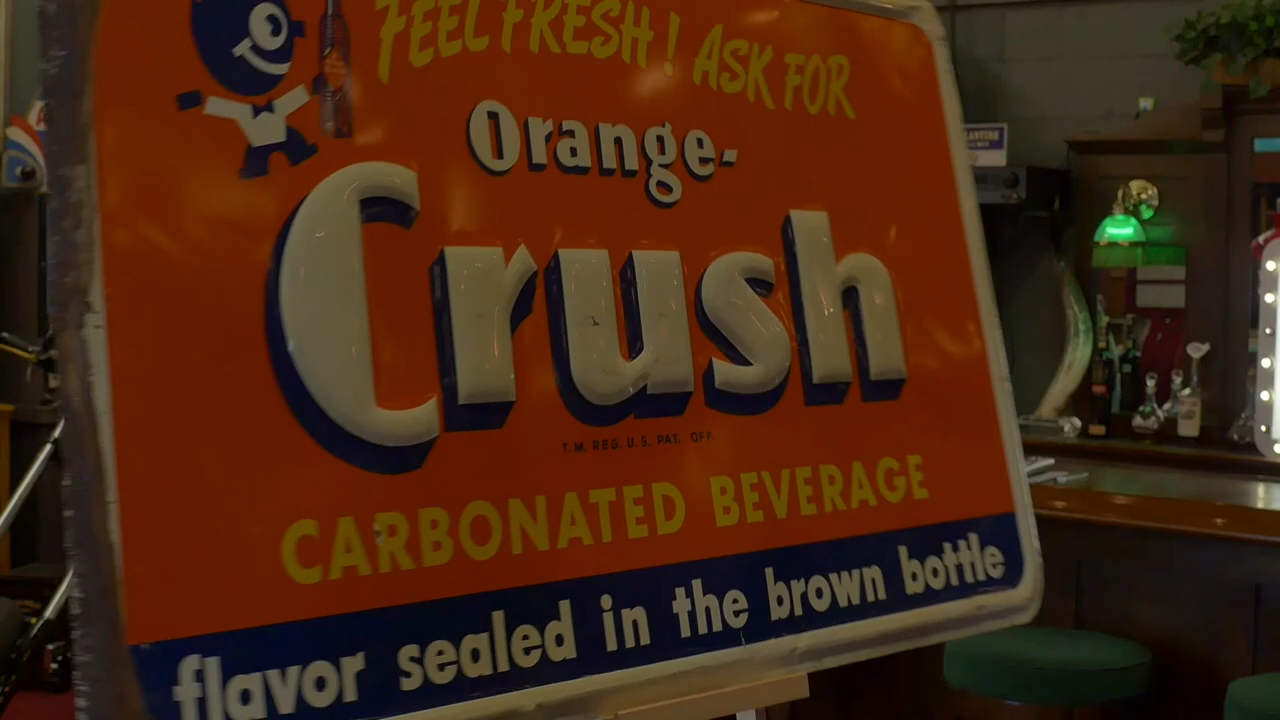 FEEL FRESH! ASK FOR
Orange-
Crush
T.M. REG. U.S. PAT. OFF.
CARBONATED BEVERAGE
flavor sealed in the brown bottle